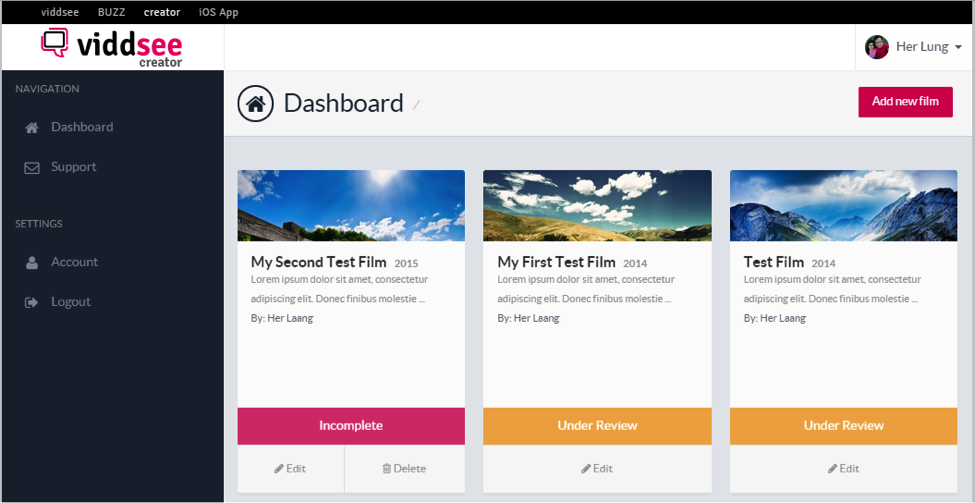 viddsee BUZZ creator iOS App
viddsee
creator
Her Lung
NAVIGATION
Dashboard
Support
SETTINGS
Account
Logout
Dashboard /
Add new film
My Second Test Film 2015
Lorem ipsum dolor sit amet, consectetur
adipiscing elit. Donec finibus molestie ...
By: Her Laang
Incomplete
Edit Delete
My First Test Film 2014
Lorem ipsum dolor sit amet, consectetur
adipiscing elit. Donec finibus molestie ...
By: Her Laang
Under Review
Edit
Test Film 2014
Lorem ipsum dolor sit amet, consectetur
adipiscing elit. Donec finibus molestie ...
By: Her Laang
Under Review
Edit